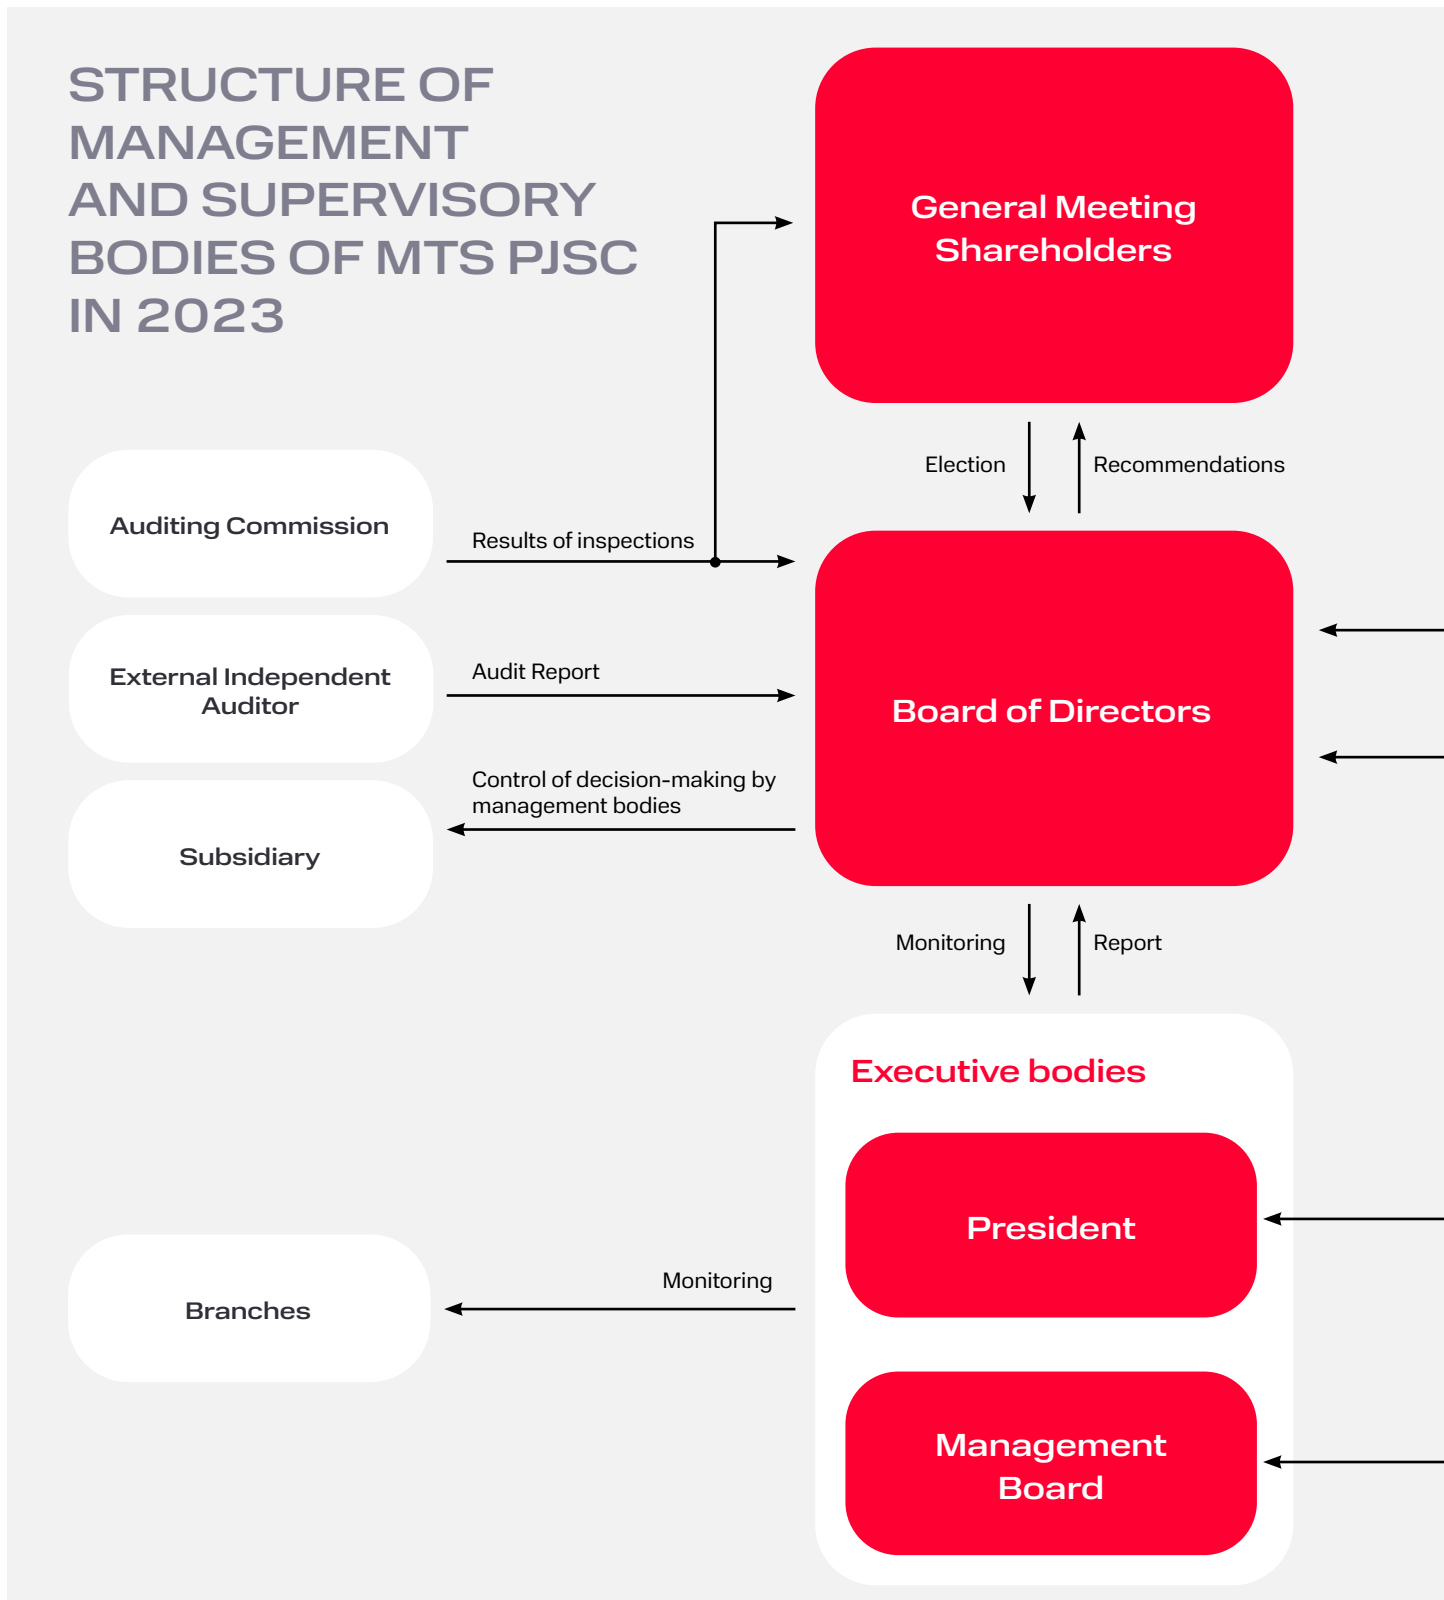 STRUCTURE OF
MANAGEMENT
AND SUPERVISORY
BODIES OF MTS PJSC
IN 2023
General Meeting
Shareholders
Election
Recommendations
Auditing Commission
Results of inspections
External Independent
Auditor
Audit Report
Board of Directors
Control of decision-making by
management bodies
Subsidiary
Monitoring
Report
Executive bodies
President
Monitoring
Branches
Management
Board